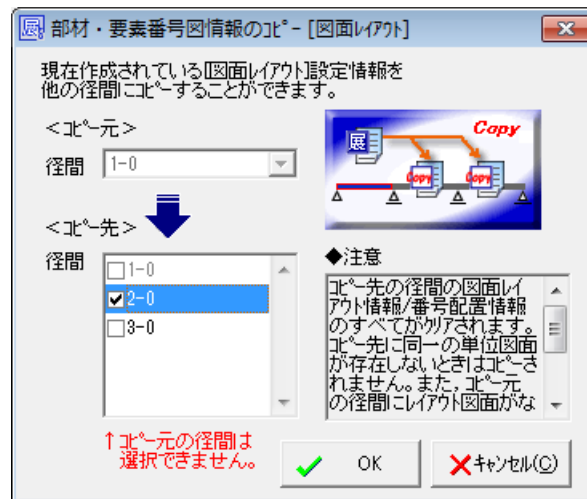 部材・要素番号図情報のｺﾋﾟｰ [図面ﾚｲｱｳﾄ]
現在作成されている[図面ﾚｲｱｳﾄ]設定情報を
他の径間にｺﾋﾟｰすることができます。
<ｺﾋﾟｰ元>
径間 1-0
展 Copy
Copy Copy
<ｺﾋﾟｰ先>
径間
1-0
2-0
3-0
◆注意
ｺﾋﾟｰ先の径間の図面ﾚｲ
ｱｳﾄ情報/番号配置情報
のすべてがｸﾘｱされます。
ｺﾋﾟｰ先に同一の単位図面
が存在しないときはｺﾋﾟｰさ
れません。また,ｺﾋﾟｰ元
の径間にﾚｲｱｳﾄ図面がな
↑ｺﾋﾟｰ元の径間は
選択できません。
OK
ｷｬﾝｾﾙ(C)